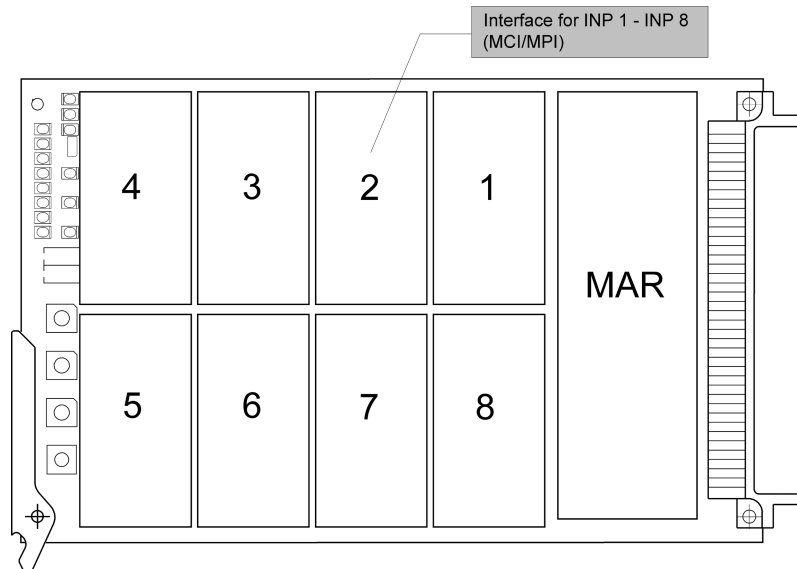 Interface for INP 1 - INP 8
(MCI/MPI)
4 3 2 1
MAR
5 6 7 8